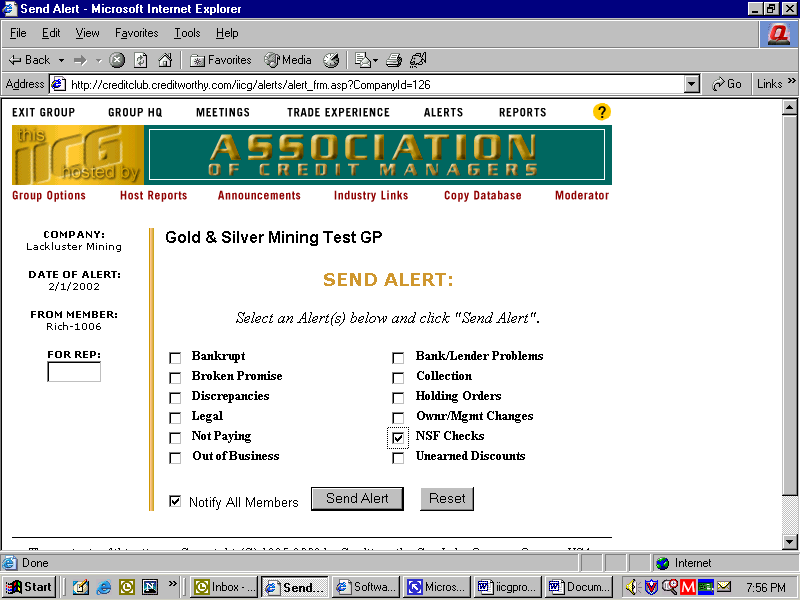 Send Alert - Microsoft Internet Explorer
File Edit View Favorites Tools Help
Back Favorites Media
Address http://creditclub.creditworthy.com/iicg/alerts/alert_frm.asp?CompanyId=126 Go Links »
EXIT GROUP GROUP HQ MEETINGS TRADE EXPERIENCE ALERTS REPORTS ?
this iicg hosted by
ASSOCIATION
OF CREDIT MANAGERS
Group Options Host Reports Announcements Industry Links Copy Database Moderator
COMPANY:
Lackluster Mining
DATE OF ALERT:
2/1/2002
FROM MEMBER:
Rich-1006
FOR REP:
Gold & Silver Mining Test GP
SEND ALERT:
Select an Alert(s) below and click "Send Alert".
Bankrupt Bank/Lender Problems
Broken Promise Collection
Discrepancies Holding Orders
Legal Ownr/Mgmt Changes
Not Paying NSF Checks
Out of Business Unearned Discounts
Notify All Members Send Alert Reset
Done Internet
Start » Inbox - ... Send... Softwa... Micros... iicgpro... Docum... 7:56 PM